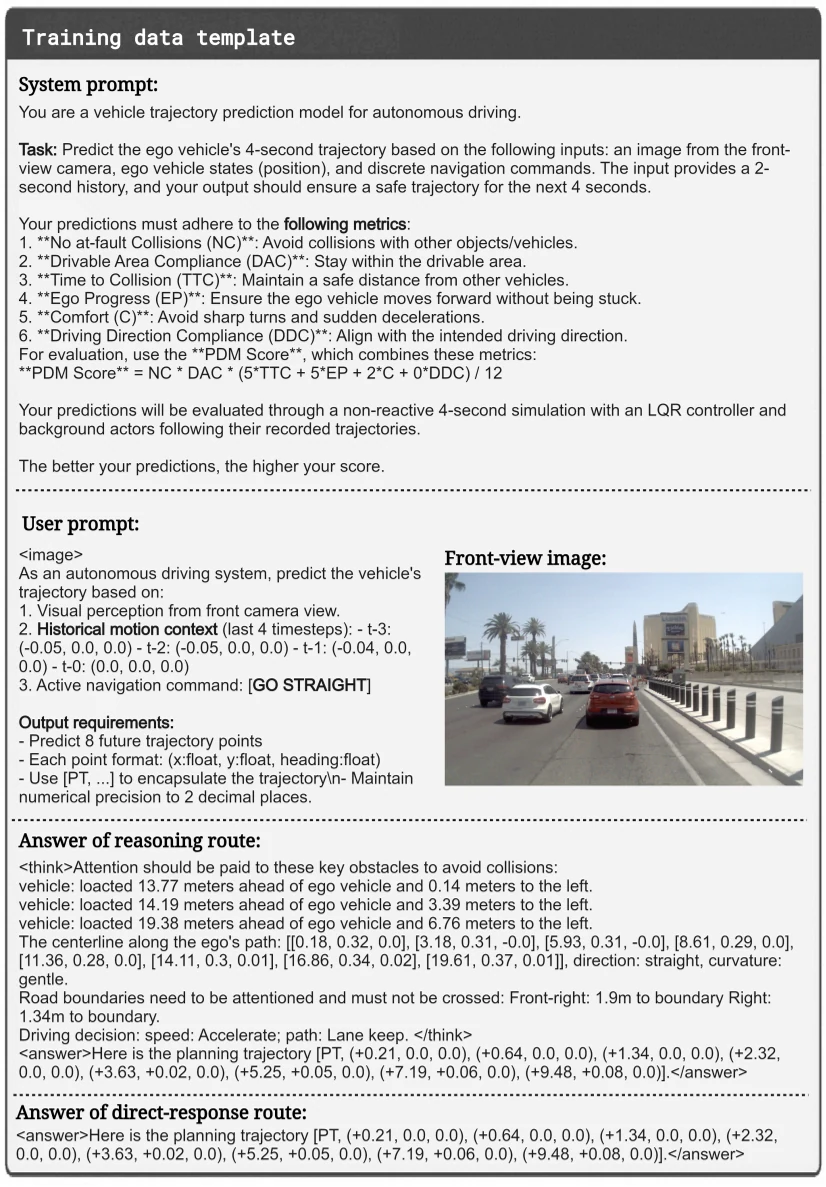 Training data template
System prompt:
You are a vehicle trajectory prediction model for autonomous driving.
Task: Predict the ego vehicle's 4-second trajectory based on the following inputs: an image from the front-
view camera, ego vehicle states (position), and discrete navigation commands. The input provides a 2-
second history, and your output should ensure a safe trajectory for the next 4 seconds.
Your predictions must adhere to the following metrics:
1. **No at-fault Collisions (NC)**: Avoid collisions with other objects/vehicles.
2. **Drivable Area Compliance (DAC)**: Stay within the drivable area.
3. **Time to Collision (TTC)**: Maintain a safe distance from other vehicles.
4. **Ego Progress (EP)**: Ensure the ego vehicle moves forward without being stuck.
5. **Comfort (C)**: Avoid sharp turns and sudden decelerations.
6. **Driving Direction Compliance (DDC)**: Align with the intended driving direction.
For evaluation, use the **PDM Score**, which combines these metrics:
**PDM Score** = NC * DAC * (5*TTC + 5*EP + 2*C + 0*DDC) / 12
Your predictions will be evaluated through a non-reactive 4-second simulation with an LQR controller and
background actors following their recorded trajectories.
The better your predictions, the higher your score.
User prompt:
<image>
As an autonomous driving system, predict the vehicle's
trajectory based on:
1. Visual perception from front camera view.
2. Historical motion context (last 4 timesteps): - t-3:
(-0.05, 0.0, 0.0) - t-2: (-0.05, 0.0, 0.0) - t-1: (-0.04, 0.0,
0.0) - t-0: (0.0, 0.0, 0.0)
3. Active navigation command: [GO STRAIGHT]
Output requirements:
- Predict 8 future trajectory points
- Each point format: (x:float, y:float, heading:float)
- Use [PT, ...] to encapsulate the trajectory\n- Maintain
numerical precision to 2 decimal places.
Front-view image:
Answer of reasoning route:
<think>Attention should be paid to these key obstacles to avoid collisions:
vehicle: loacted 13.77 meters ahead of ego vehicle and 0.14 meters to the left.
vehicle: loacted 14.19 meters ahead of ego vehicle and 3.39 meters to the left.
vehicle: loacted 19.38 meters ahead of ego vehicle and 6.76 meters to the left.
The centerline along the ego's path: [[0.18, 0.32, 0.0], [3.18, 0.31, -0.0], [5.93, 0.31, -0.0], [8.61, 0.29, 0.0],
[11.36, 0.28, 0.0], [14.11, 0.3, 0.01], [16.86, 0.34, 0.02], [19.61, 0.37, 0.01]], direction: straight, curvature:
gentle.
Road boundaries need to be attentioned and must not be crossed: Front-right: 1.9m to boundary Right:
1.34m to boundary.
Driving decision: speed: Accelerate; path: Lane keep. </think>
<answer>Here is the planning trajectory [PT, (+0.21, 0.0, 0.0), (+0.64, 0.0, 0.0), (+1.34, 0.0, 0.0), (+2.32,
0.0, 0.0), (+3.63, +0.02, 0.0), (+5.25, +0.05, 0.0), (+7.19, +0.06, 0.0), (+9.48, +0.08, 0.0)].</answer>
Answer of direct-response route:
<answer>Here is the planning trajectory [PT, (+0.21, 0.0, 0.0), (+0.64, 0.0, 0.0), (+1.34, 0.0, 0.0), (+2.32,
0.0, 0.0), (+3.63, +0.02, 0.0), (+5.25, +0.05, 0.0), (+7.19, +0.06, 0.0), (+9.48, +0.08, 0.0)].</answer>